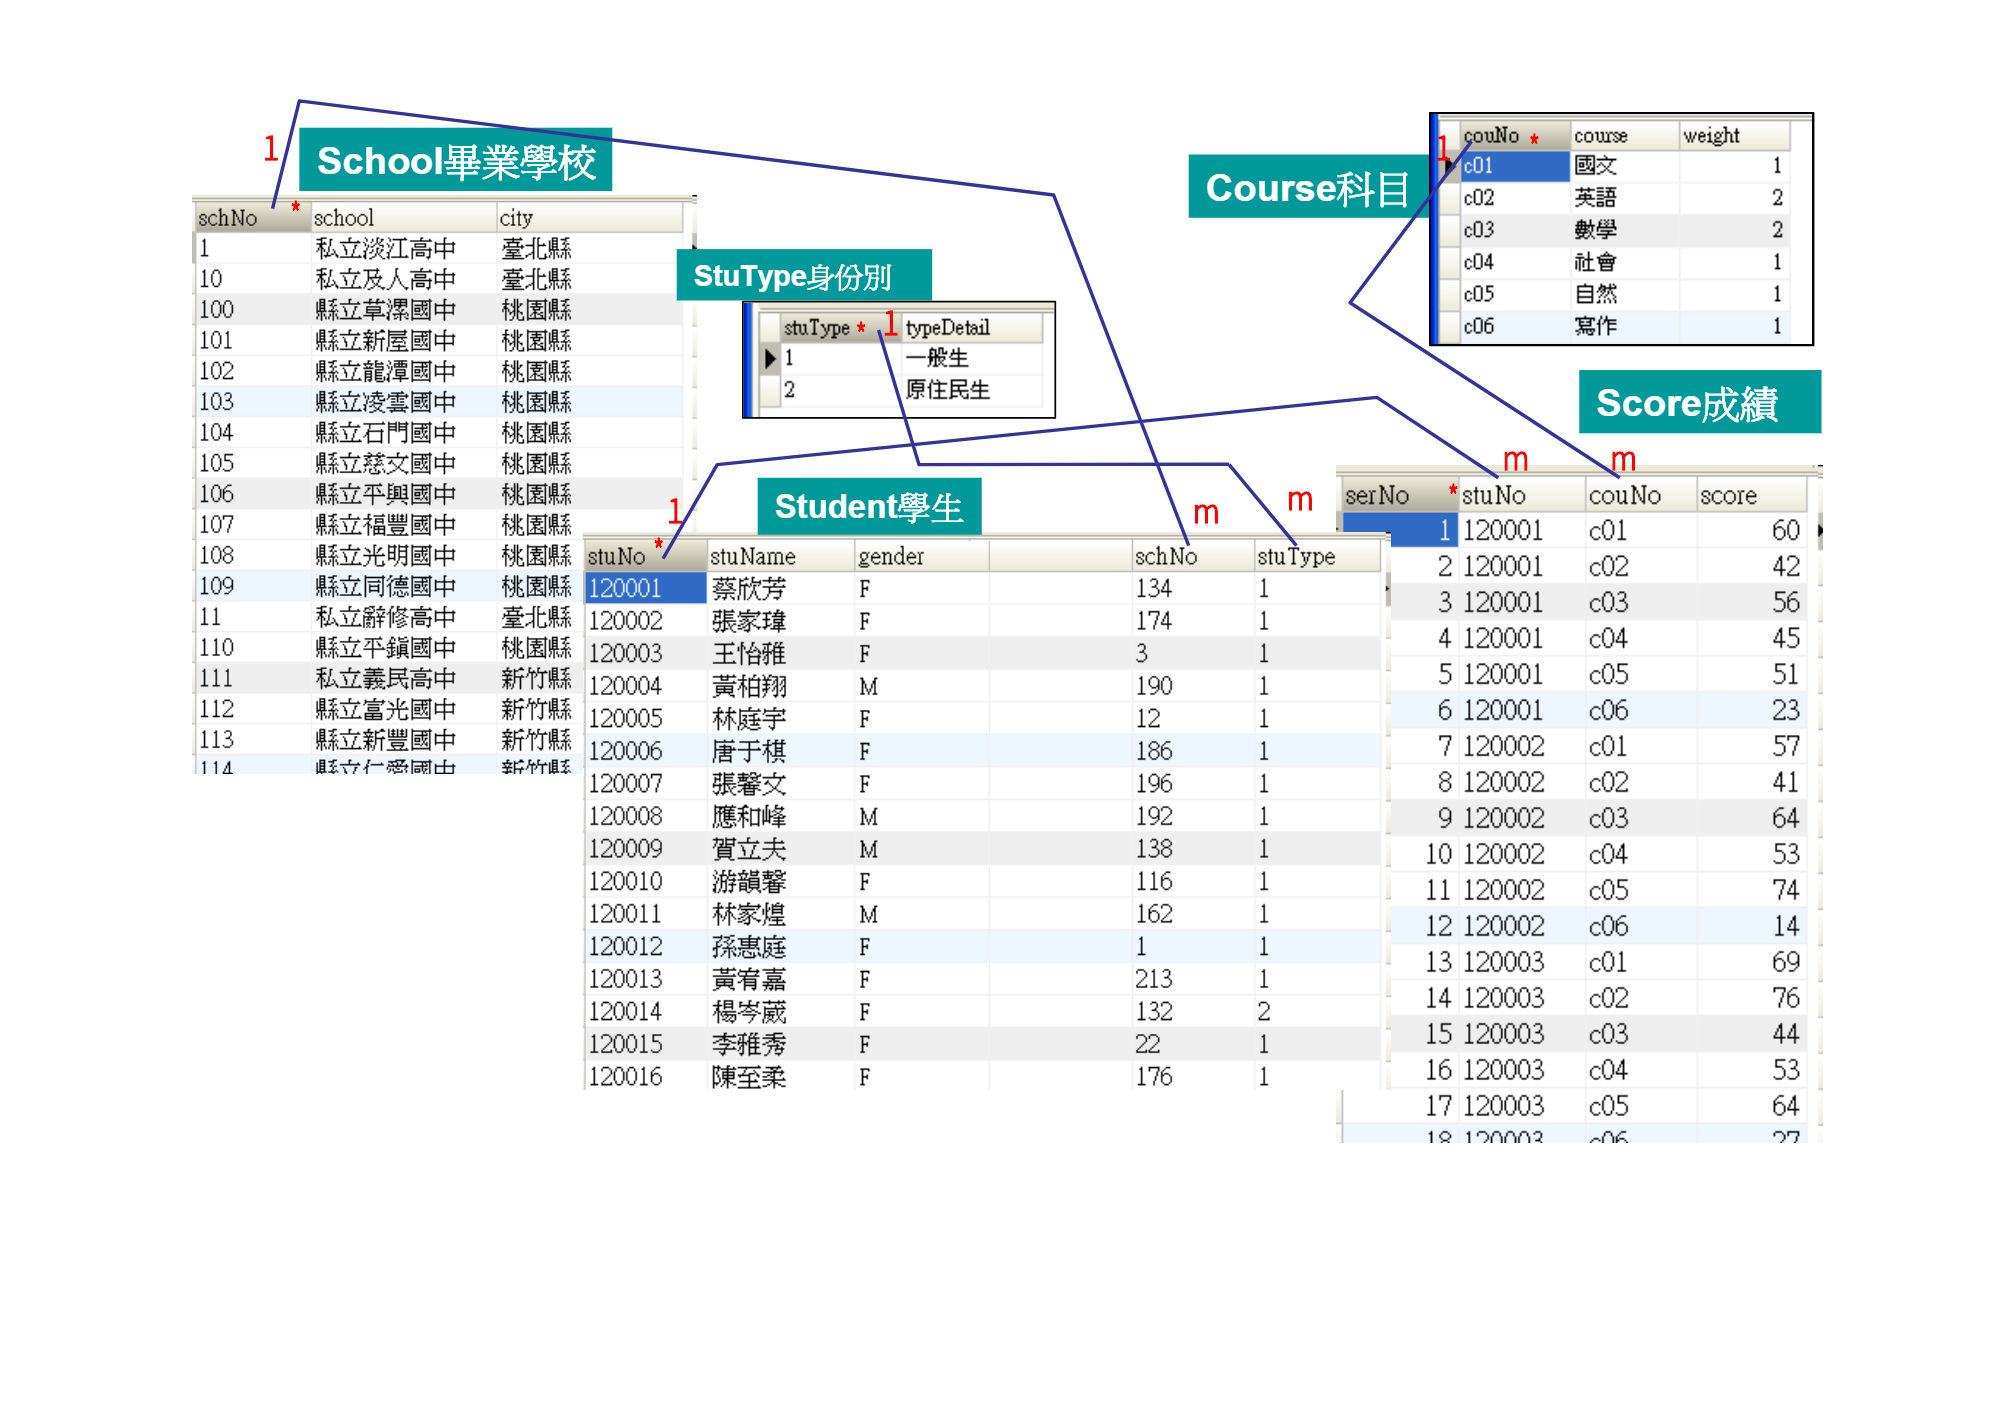 School畢業學校
1
schNo * school city
1 私立淡江高中 臺北縣
10 私立及人高中 臺北縣
100 縣立草漯國中 桃園縣
101 縣立新屋國中 桃園縣
102 縣立龍潭國中 桃園縣
103 縣立凌雲國中 桃園縣
104 縣立石門國中 桃園縣
105 縣立慈文國中 桃園縣
106 縣立平興國中 桃園縣
107 縣立福豐國中 桃園縣
108 縣立光明國中 桃園縣
109 縣立同德國中 桃園縣
11 私立辭修高中 臺北縣
110 縣立平鎮國中 桃園縣
111 私立義民高中 新竹縣
112 縣立富光國中 新竹縣
113 縣立新豐國中 新竹縣
114 縣立仁愛國中 新竹縣
StuType身份別
stuType * 1 typeDetail
1 一般生
2 原住民生
Course科目
1
couNo * course weight
c01 國文 1
c02 英語 2
c03 數學 2
c04 社會 1
c05 自然 1
c06 寫作 1
Student學生
1 m m
stuNo * stuName gender schNo stuType
120001 蔡欣芳 F 134 1
120002 張家瑋 F 174 1
120003 王怡雅 F 3 1
120004 黃柏翔 M 190 1
120005 林庭宇 F 12 1
120006 唐于棋 F 186 1
120007 張馨文 F 196 1
120008 應和峰 M 192 1
120009 賀立夫 M 138 1
120010 游韻馨 F 116 1
120011 林家煌 M 162 1
120012 孫惠庭 F 1 1
120013 黃宥嘉 F 213 1
120014 楊岑葳 F 132 2
120015 李雅秀 F 22 1
120016 陳至柔 F 176 1
Score成績
m m
serNo * stuNo couNo score
1 120001 c01 60
2 120001 c02 42
3 120001 c03 56
4 120001 c04 45
5 120001 c05 51
6 120001 c06 23
7 120002 c01 57
8 120002 c02 41
9 120002 c03 64
10 120002 c04 53
11 120002 c05 74
12 120002 c06 14
13 120003 c01 69
14 120003 c02 76
15 120003 c03 44
16 120003 c04 53
17 120003 c05 64
18 120003 c06 27